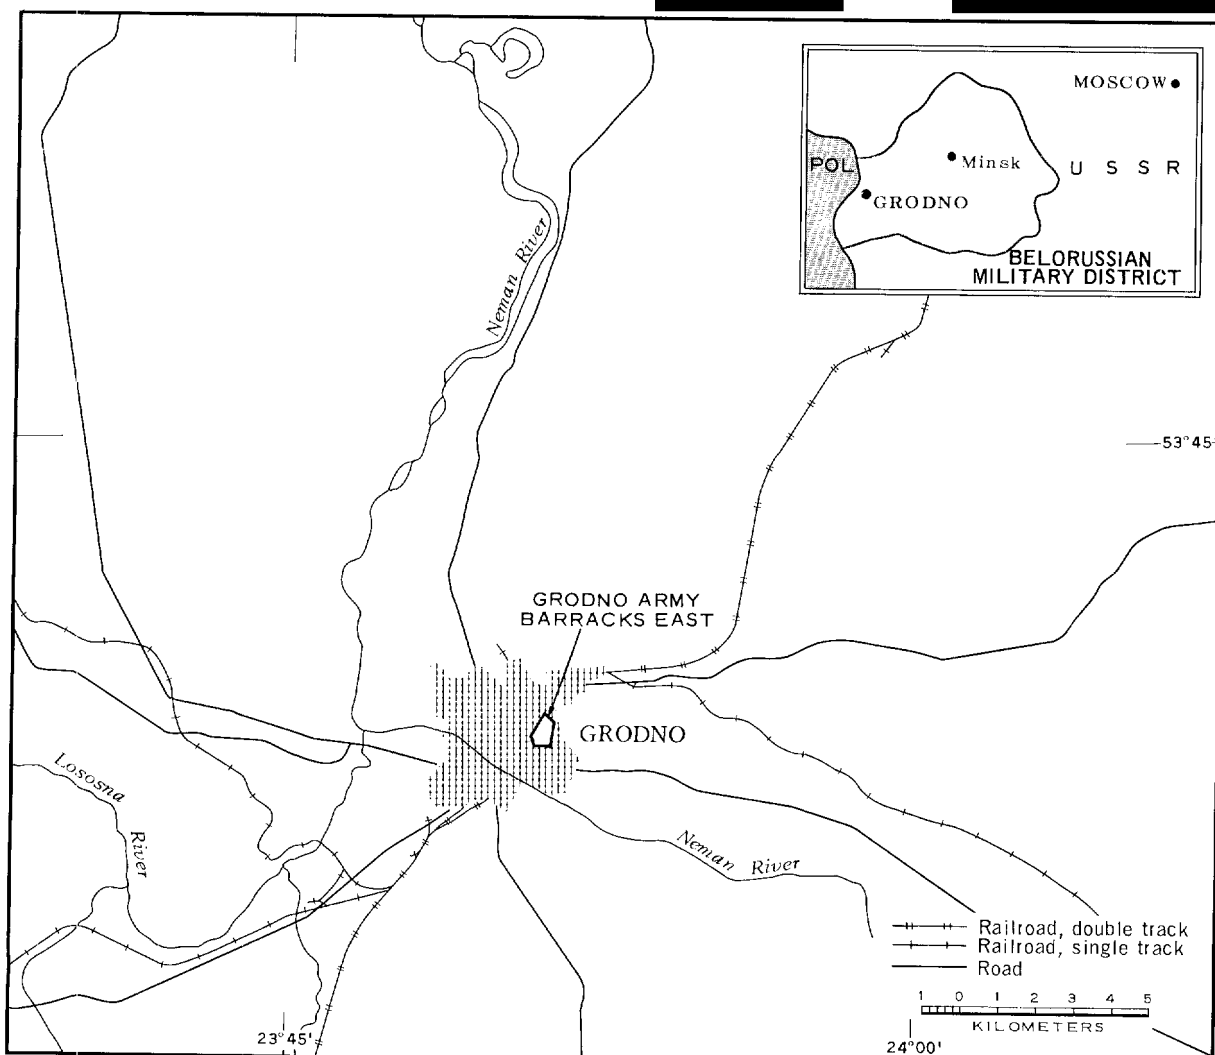 MOSCOW
POL
Minsk
U S S R
GRODNO
BELORUSSIAN
MILITARY DISTRICT
Neman River
53°45'
GRODNO ARMY
BARRACKS EAST
GRODNO
Lososna
River
Neman River
Railroad, double track
Railroad, single track
Road
1 0 1 2 3 4 5
KILOMETERS
23°45'
24°00'